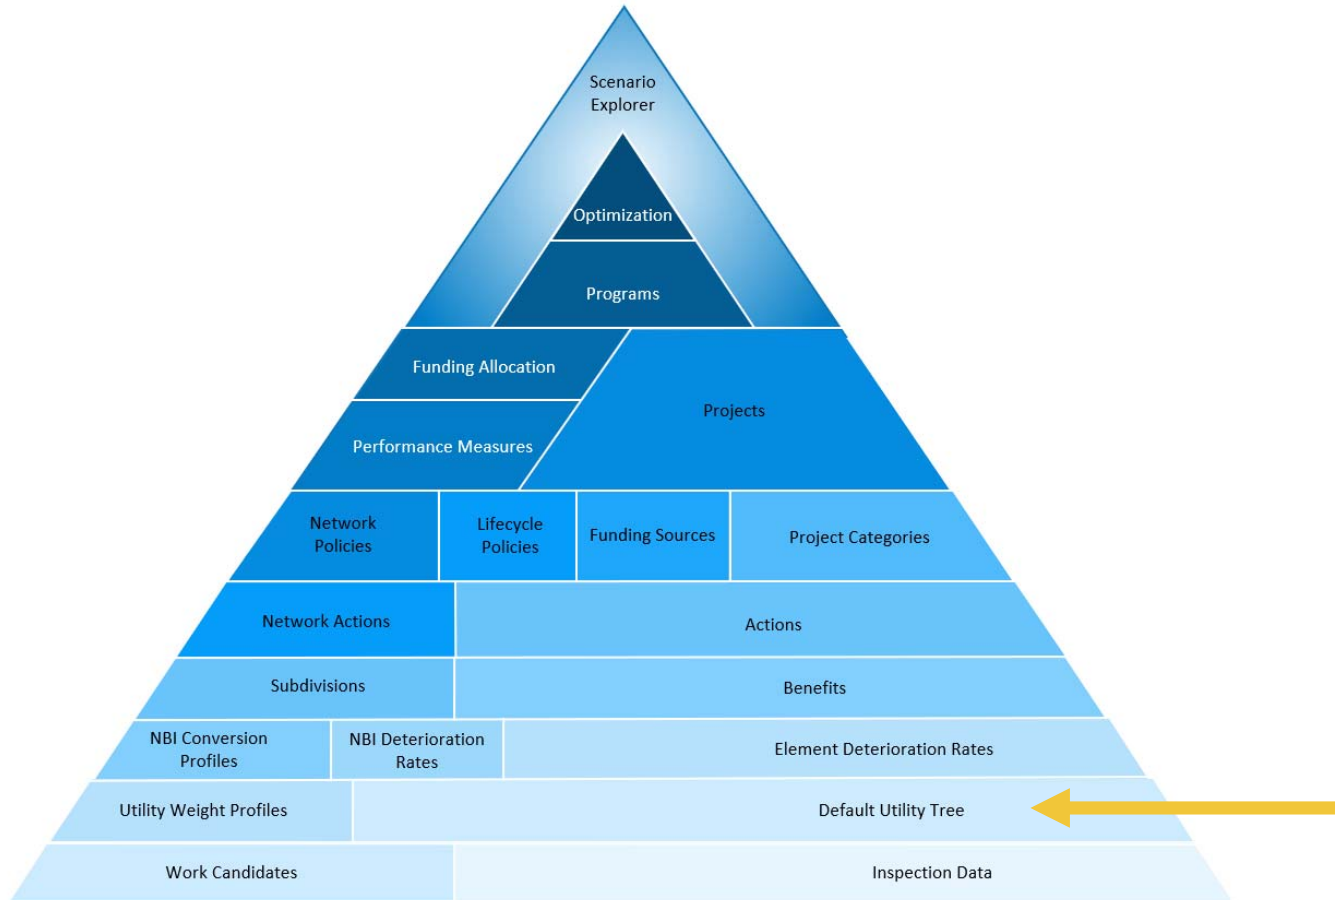 Scenario
Explorer
Optimization
Programs
Funding Allocation
Projects
Performance Measures
Network
Policies
Lifecycle
Policies
Funding Sources
Project Categories
Network Actions
Actions
Subdivisions
Benefits
NBI Conversion
Profiles
NBI Deterioration
Rates
Element Deterioration Rates
Utility Weight Profiles
Default Utility Tree
Work Candidates
Inspection Data